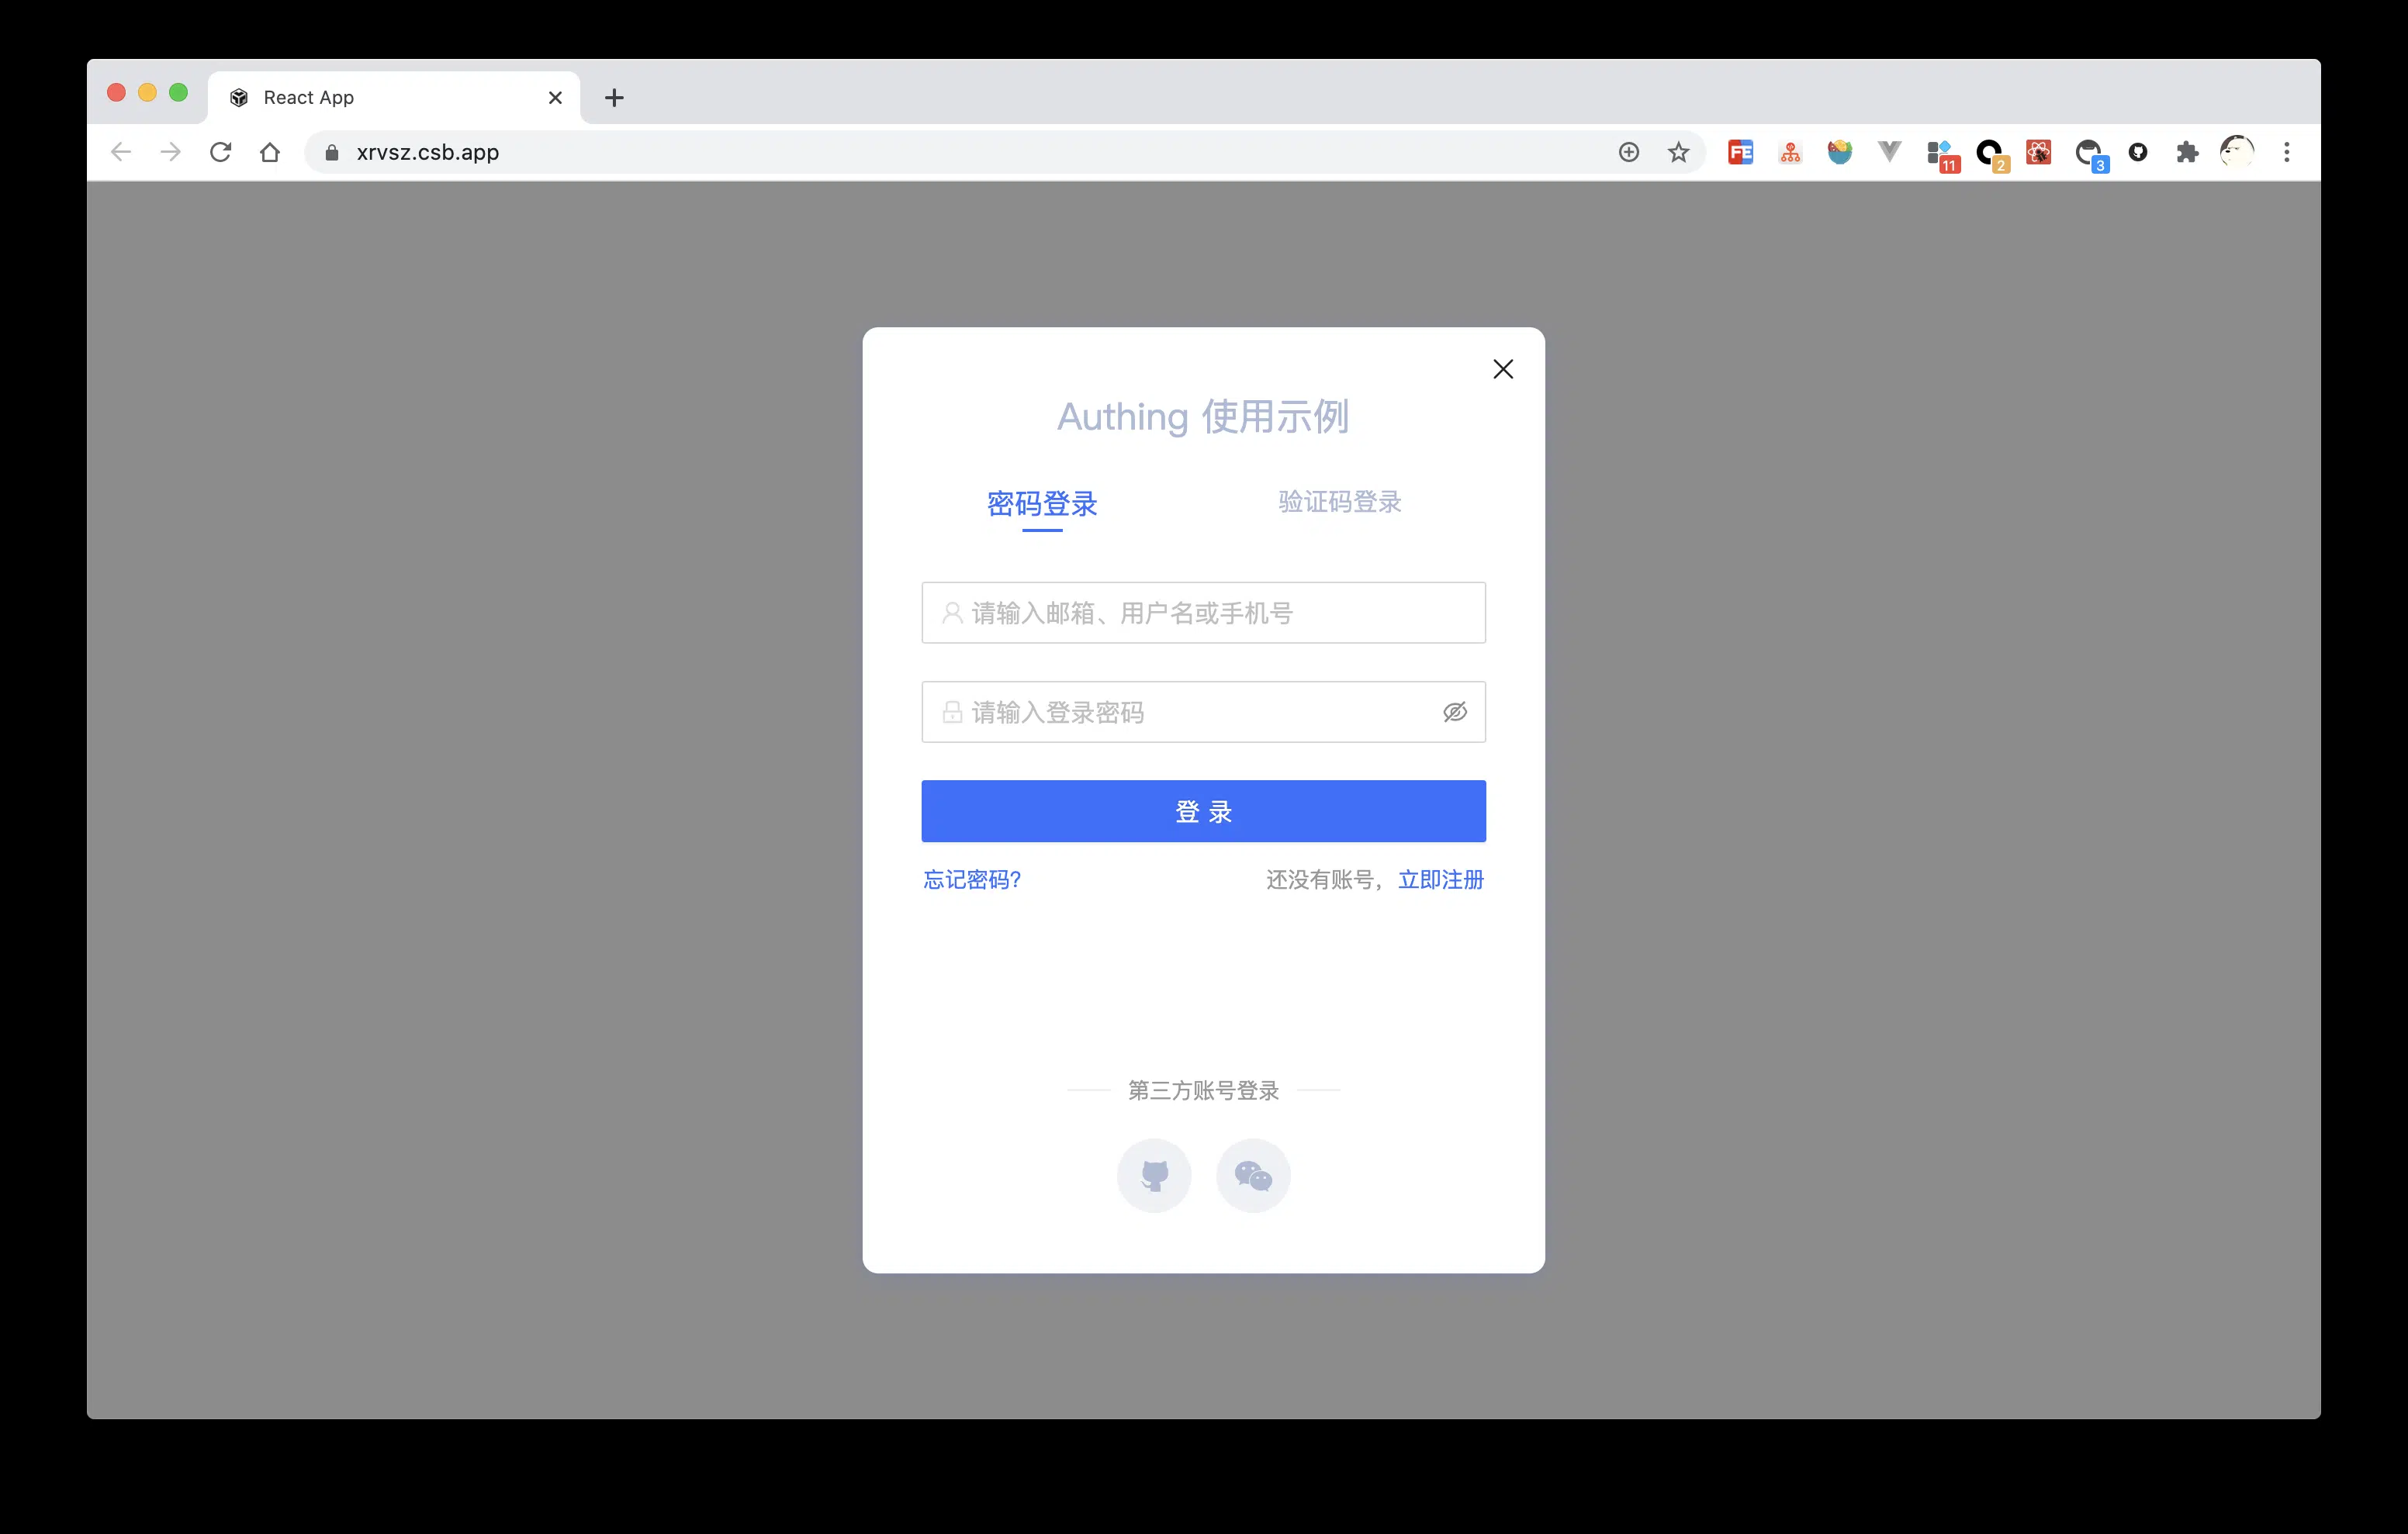 React App
xrvsz.csb.app
FE
11
2
3
Authing 使用示例
密码登录
验证码登录
请输入邮箱、用户名或手机号
请输入登录密码
登 录
忘记密码?
还没有账号，立即注册
第三方账号登录